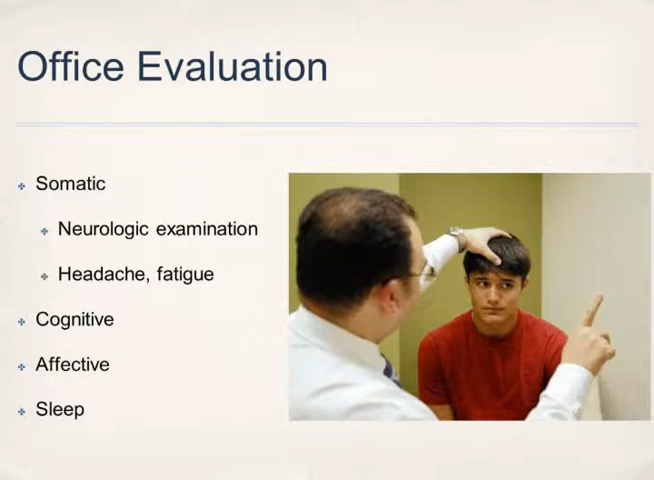 Office Evaluation
Somatic
Neurologic examination
Headache, fatigue
Cognitive
Affective
Sleep